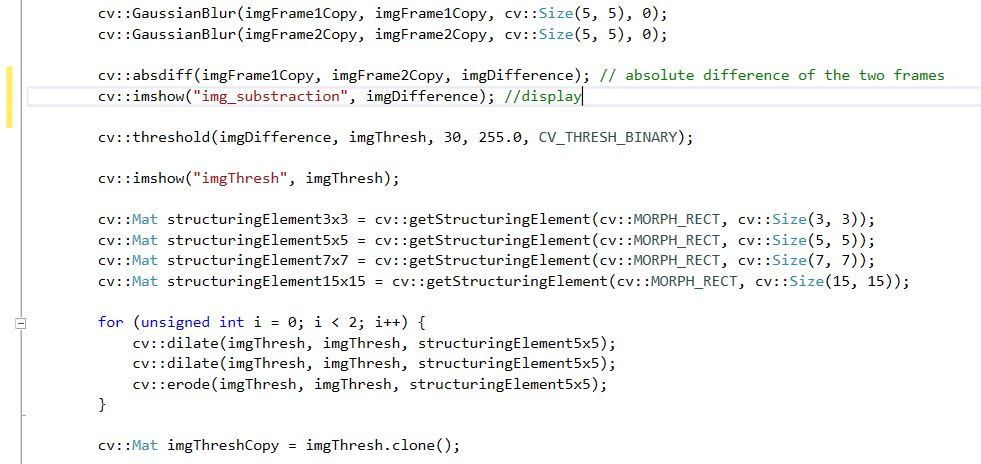 cv::GaussianBlur(imgFrame1Copy, imgFrame1Copy, cv::Size(5, 5), 0);
cv::GaussianBlur(imgFrame2Copy, imgFrame2Copy, cv::Size(5, 5), 0);
cv::absdiff(imgFrame1Copy, imgFrame2Copy, imgDifference); // absolute difference of the two frames
cv::imshow("img_substraction", imgDifference); //display
cv::threshold(imgDifference, imgThresh, 30, 255.0, CV_THRESH_BINARY);
cv::imshow("imgThresh", imgThresh);
cv::Mat structuringElement3x3 = cv::getStructuringElement(cv::MORPH_RECT, cv::Size(3, 3));
cv::Mat structuringElement5x5 = cv::getStructuringElement(cv::MORPH_RECT, cv::Size(5, 5));
cv::Mat structuringElement7x7 = cv::getStructuringElement(cv::MORPH_RECT, cv::Size(7, 7));
cv::Mat structuringElement15x15 = cv::getStructuringElement(cv::MORPH_RECT, cv::Size(15, 15));
for (unsigned int i = 0; i < 2; i++) {
cv::dilate(imgThresh, imgThresh, structuringElement5x5);
cv::dilate(imgThresh, imgThresh, structuringElement5x5);
cv::erode(imgThresh, imgThresh, structuringElement5x5);
}
cv::Mat imgThreshCopy = imgThresh.clone();